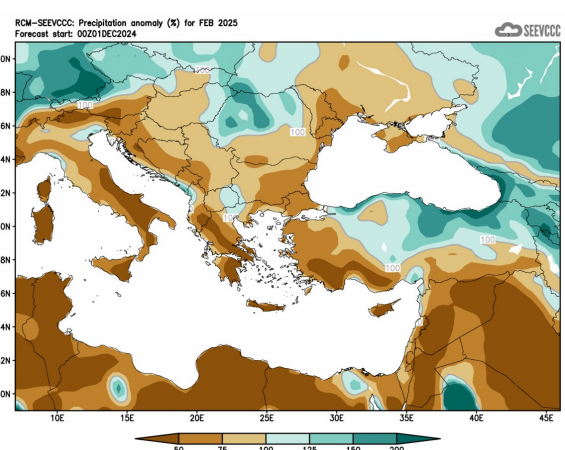 RCM-SEEVCCC: Precipitation anomaly (%) for FEB 2025
Forecast start: 00Z01DEC2024
SEEVCCC
0N
100
8N
100
6N
100
4N
2N
0N
100
100
8N
100
6N
4N
2N
0N
10E 15E 20E 25E 30E 35E 40E 45E
50 75 100 125 150 200